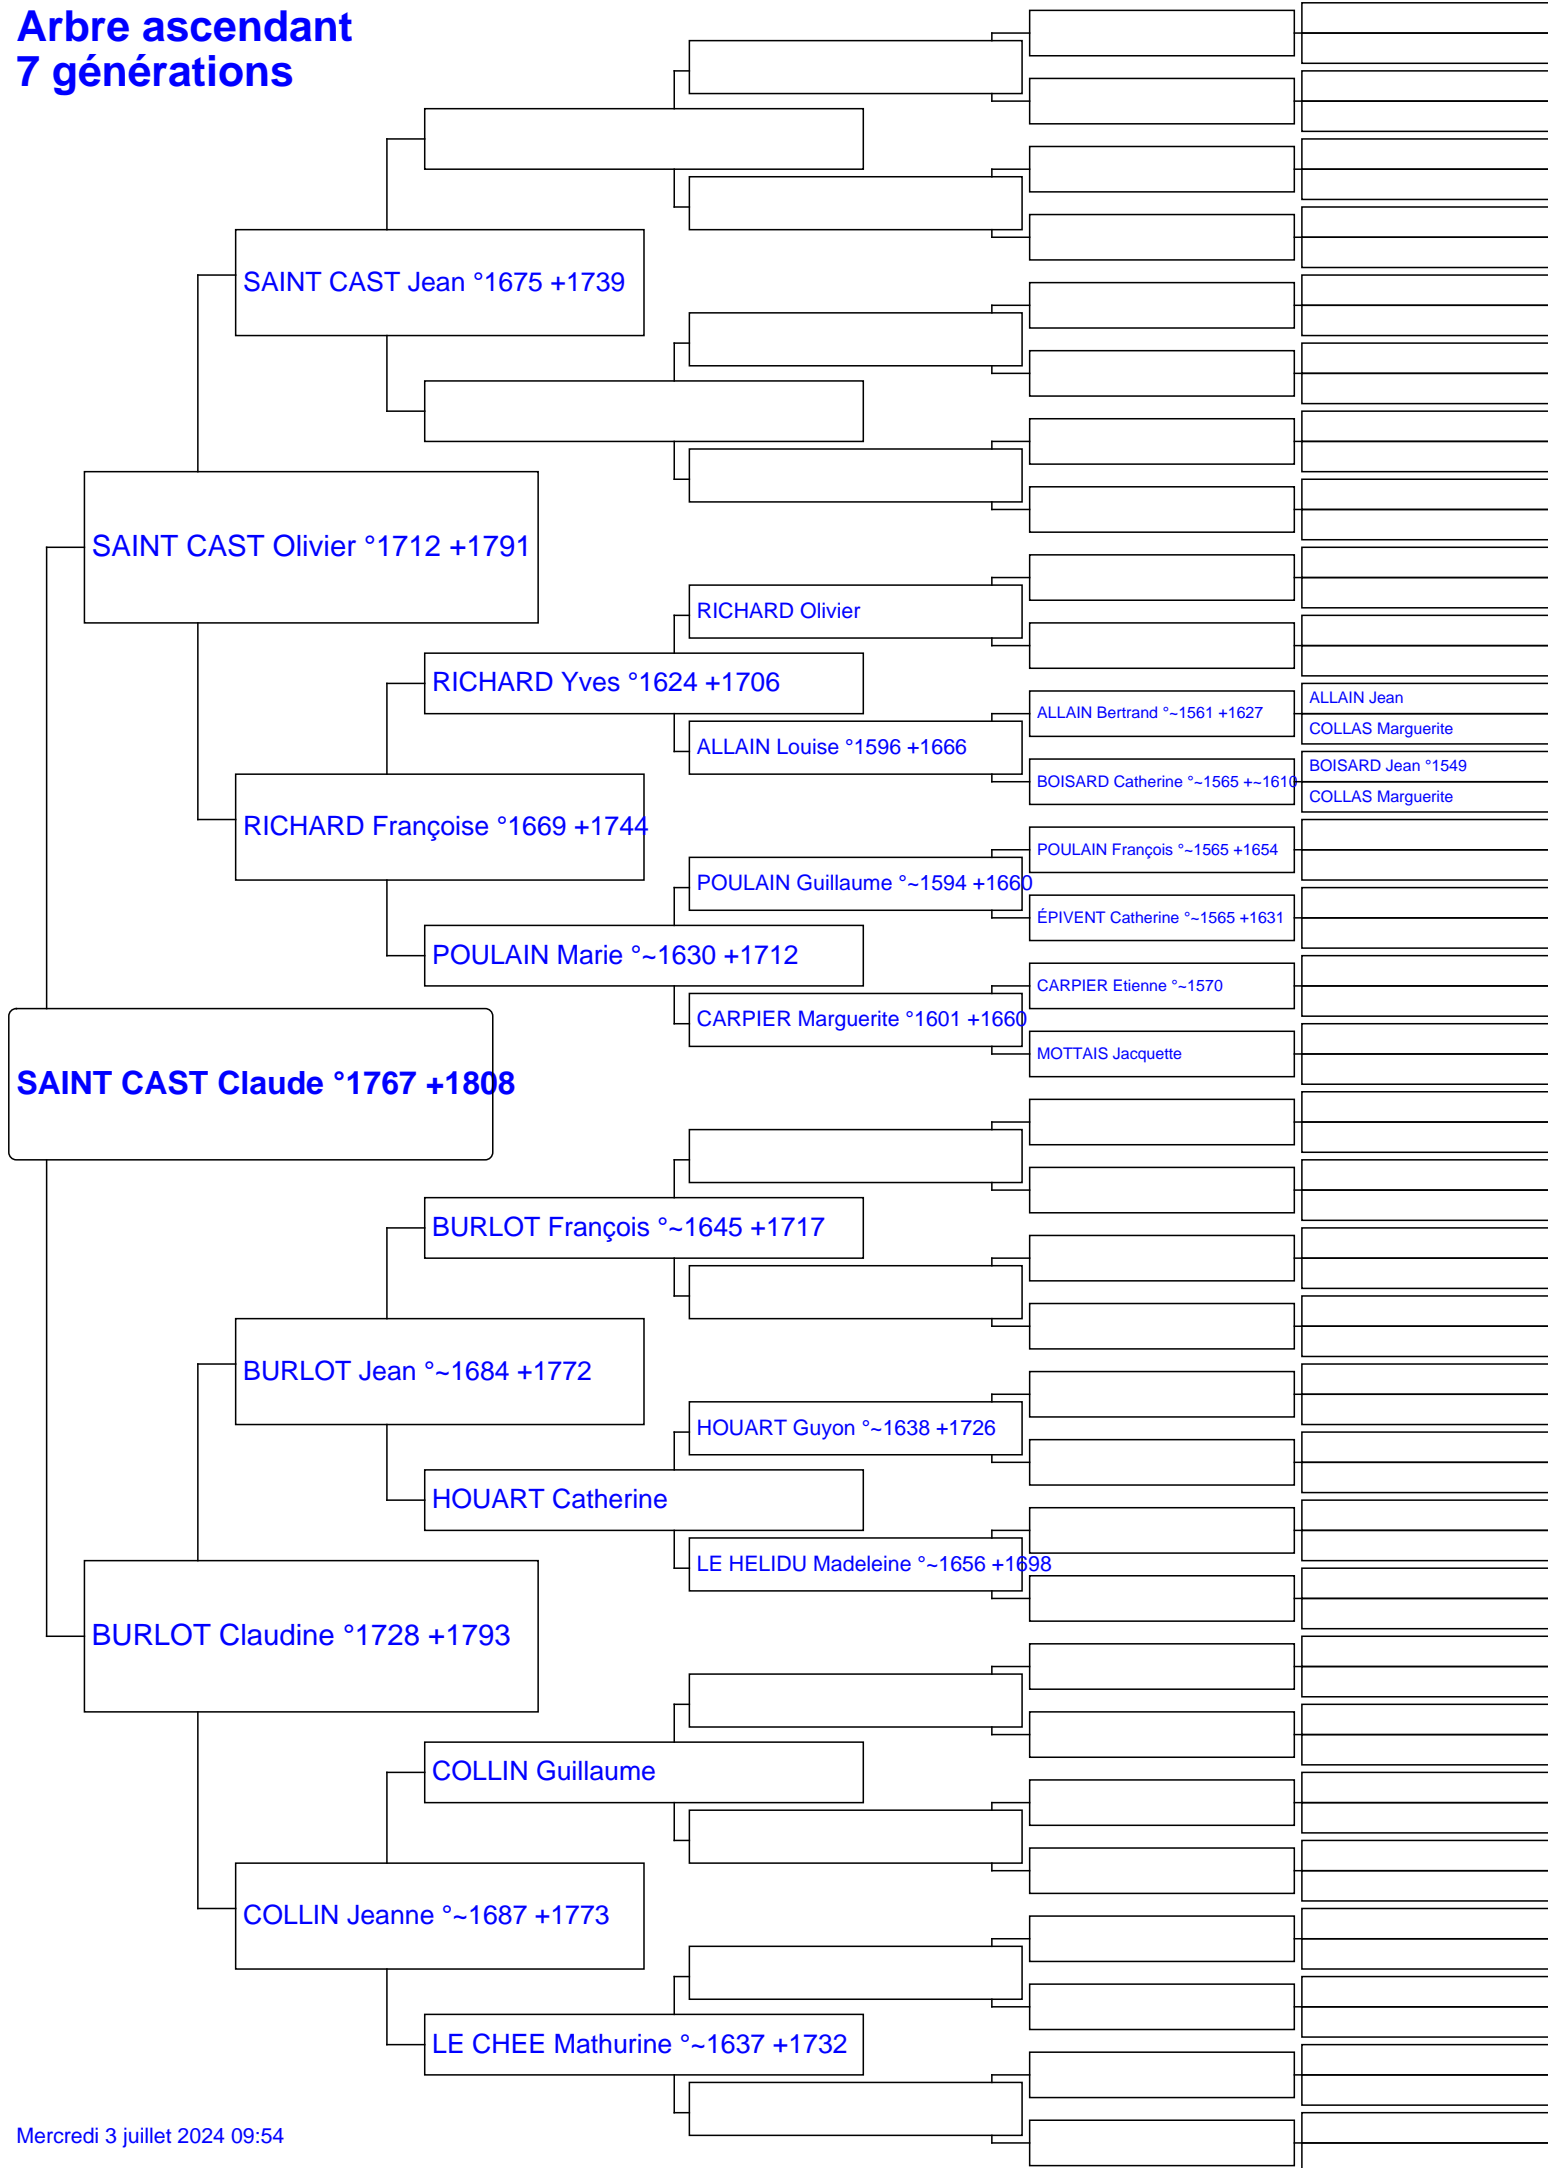 Arbre ascendant
7 générations
SAINT CAST Jean °1675 +1739
SAINT CAST Olivier °1712 +1791
RICHARD Olivier
RICHARD Yves °1624 +1706
ALLAIN Jean
ALLAIN Bertrand °~1561 +1627
COLLAS Marguerite
ALLAIN Louise °1596 +1666
BOISARD Jean °1549
BOISARD Catherine °~1565 +~1610
COLLAS Marguerite
RICHARD Françoise °1669 +1744
POULAIN François °~1565 +1654
POULAIN Guillaume °~1594 +1660
ÉPIVENT Catherine °~1565 +1631
POULAIN Marie °~1630 +1712
CARPIER Etienne °~1570
CARPIER Marguerite °1601 +1660
MOTTAIS Jacquette
SAINT CAST Claude °1767 +1808
BURLOT François °~1645 +1717
BURLOT Jean °~1684 +1772
HOUART Guyon °~1638 +1726
HOUART Catherine
LE HELIDU Madeleine °~1656 +1698
BURLOT Claudine °1728 +1793
COLLIN Guillaume
COLLIN Jeanne °~1687 +1773
LE CHEE Mathurine °~1637 +1732
Mercredi 3 juillet 2024 09:54